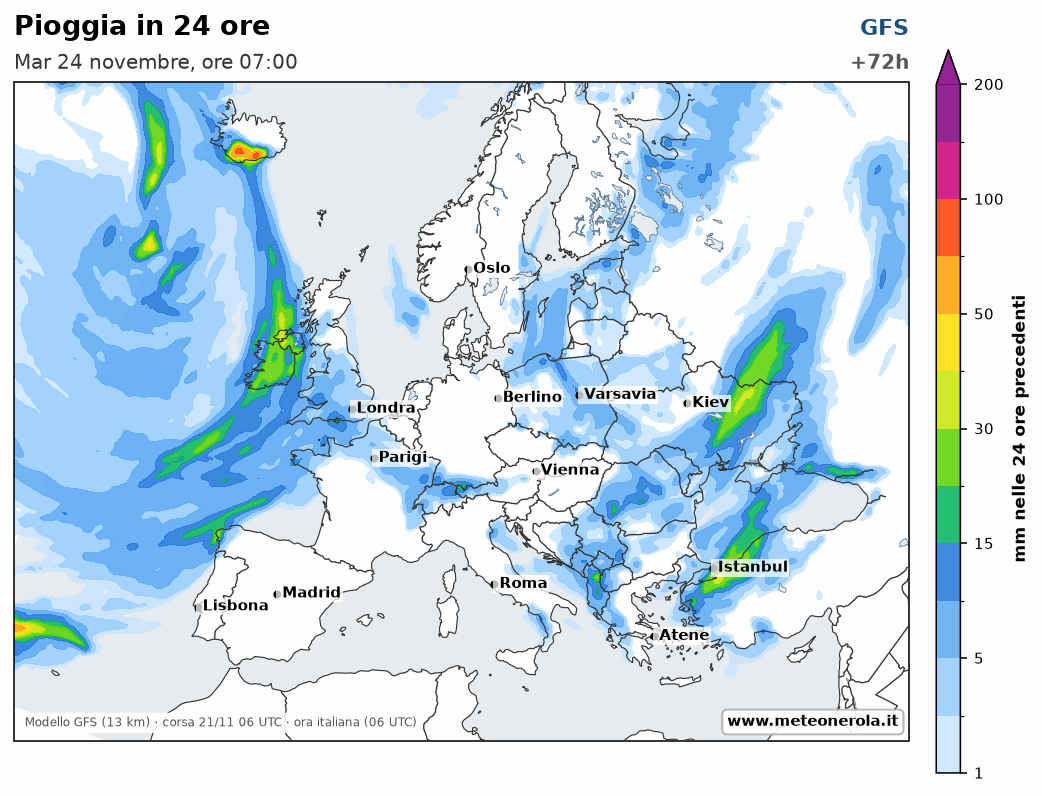 Pioggia in 24 ore
GFS
Mar 24 novembre, ore 07:00
+72h
200
100
50
30
15
5
1
mm nelle 24 ore precedenti
Oslo
Berlino
Varsavia
Kiev
Londra
Parigi
Vienna
Istanbul
Roma
Madrid
Lisbona
Atene
Modello GFS (13 km) · corsa 21/11 06 UTC · ora italiana (06 UTC)
www.meteonerola.it